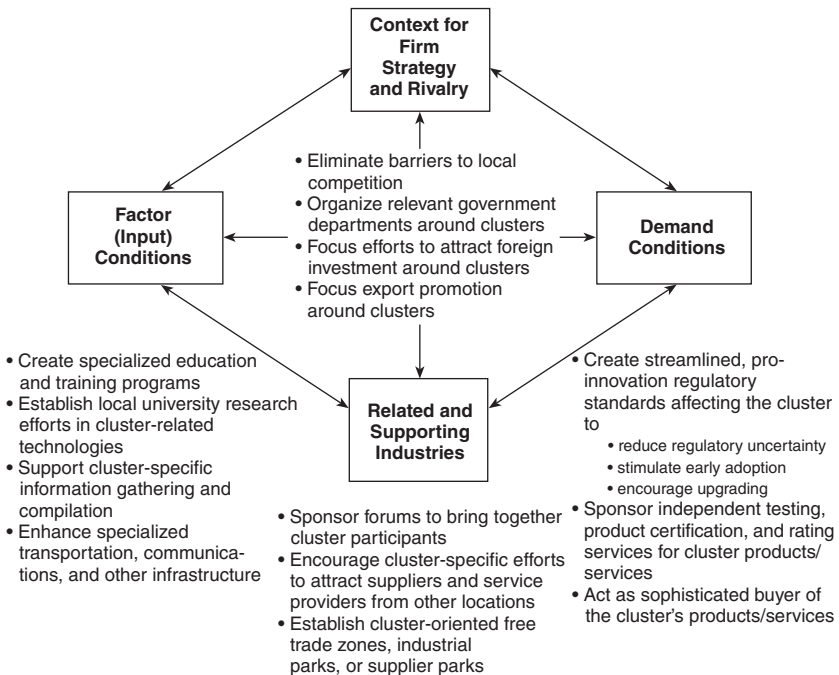 Context for
Firm
Strategy
and Rivalry
• Eliminate barriers to local
competition
• Organize relevant government
departments around clusters
• Focus efforts to attract foreign
investment around clusters
• Focus export promotion
around clusters
Factor
(Input)
Conditions
Demand
Conditions
• Create specialized education
and training programs
• Establish local university research
efforts in cluster-related
technologies
• Support cluster-specific
information gathering and
compilation
• Enhance specialized
transportation, communica-
tions, and other infrastructure
Related and
Supporting
Industries
• Sponsor forums to bring together
cluster participants
• Encourage cluster-specific efforts
to attract suppliers and service
providers from other locations
• Establish cluster-oriented free
trade zones, industrial
parks, or supplier parks
• Create streamlined, pro-
innovation regulatory
standards affecting the cluster
to
• reduce regulatory uncertainty
• stimulate early adoption
• encourage upgrading
• Sponsor independent testing,
product certification, and rating
services for cluster products/
services
• Act as sophisticated buyer of
the cluster's products/services